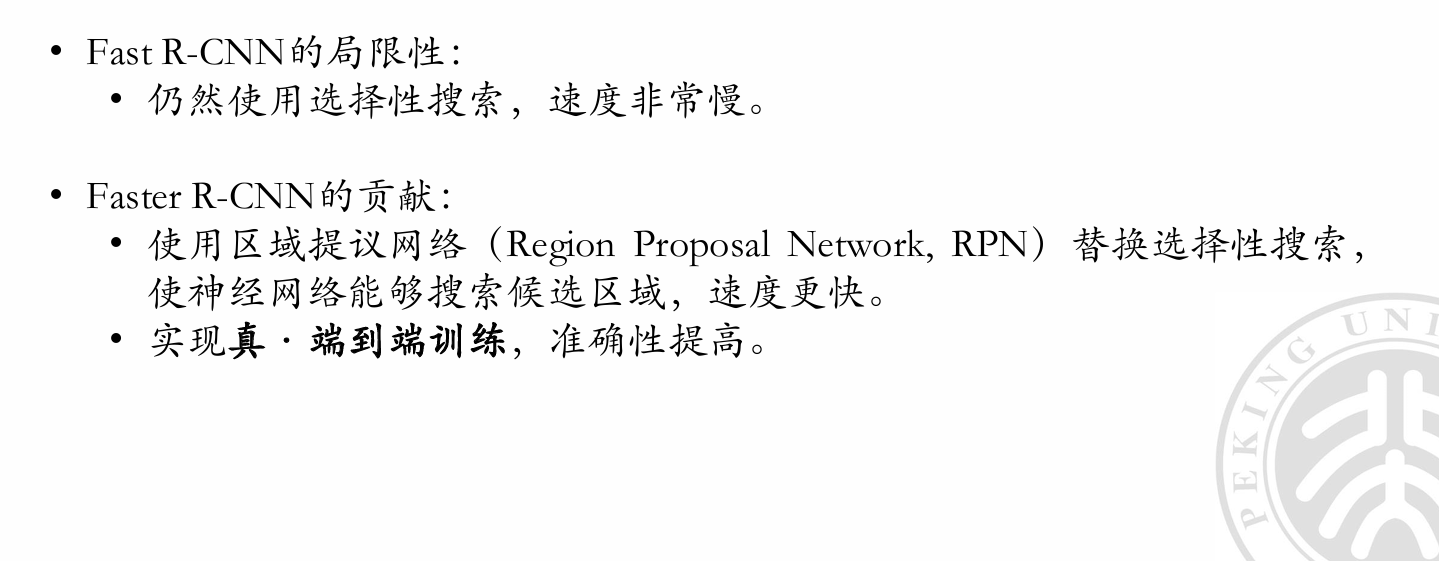 • Fast R-CNN的局限性：
• 仍然使用选择性搜索，速度非常慢。
• Faster R-CNN的贡献：
• 使用区域提议网络（Region Proposal Network, RPN）替换选择性搜索，
使神经网络能够搜索候选区域，速度更快。
• 实现真·端到端训练，准确性提高。
PEKING UNI